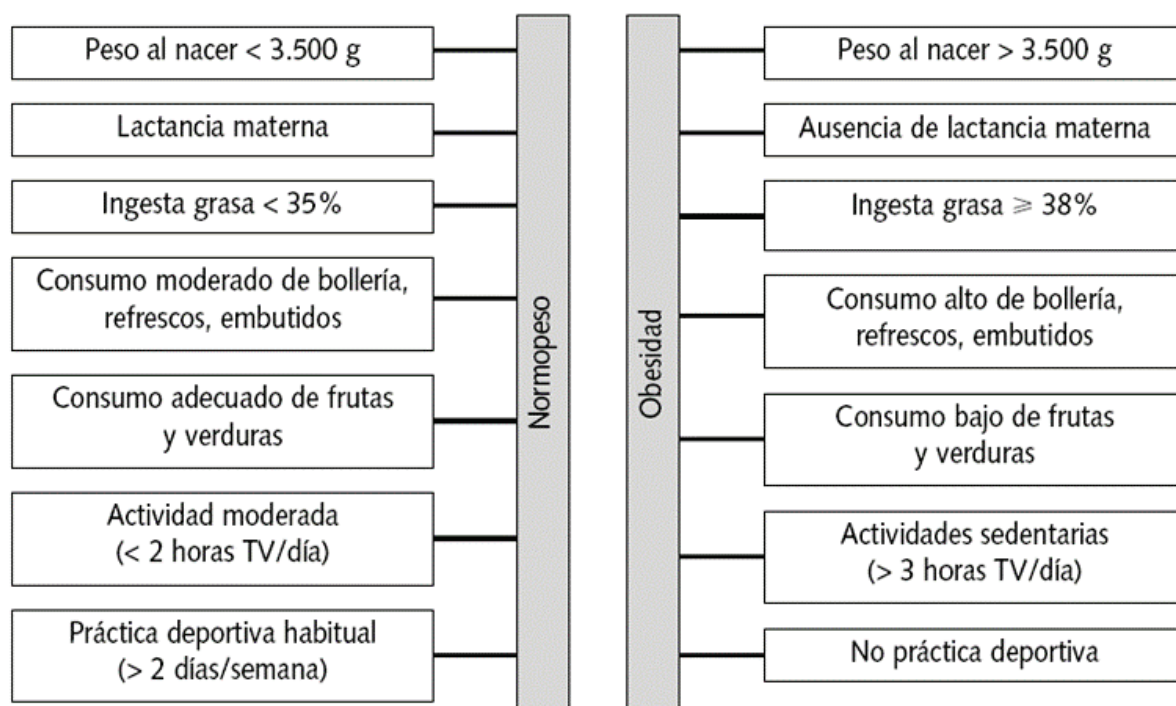 Peso al nacer < 3.500 g
Lactancia materna
Ingesta grasa < 35%
Consumo moderado de bollería,
refrescos, embutidos
Consumo adecuado de frutas
y verduras
Actividad moderada
(< 2 horas TV/día)
Práctica deportiva habitual
(> 2 días/semana)
Normopeso
Obesidad
Peso al nacer > 3.500 g
Ausencia de lactancia materna
Ingesta grasa ⩾ 38%
Consumo alto de bollería,
refrescos, embutidos
Consumo bajo de frutas
y verduras
Actividades sedentarias
(> 3 horas TV/día)
No práctica deportiva